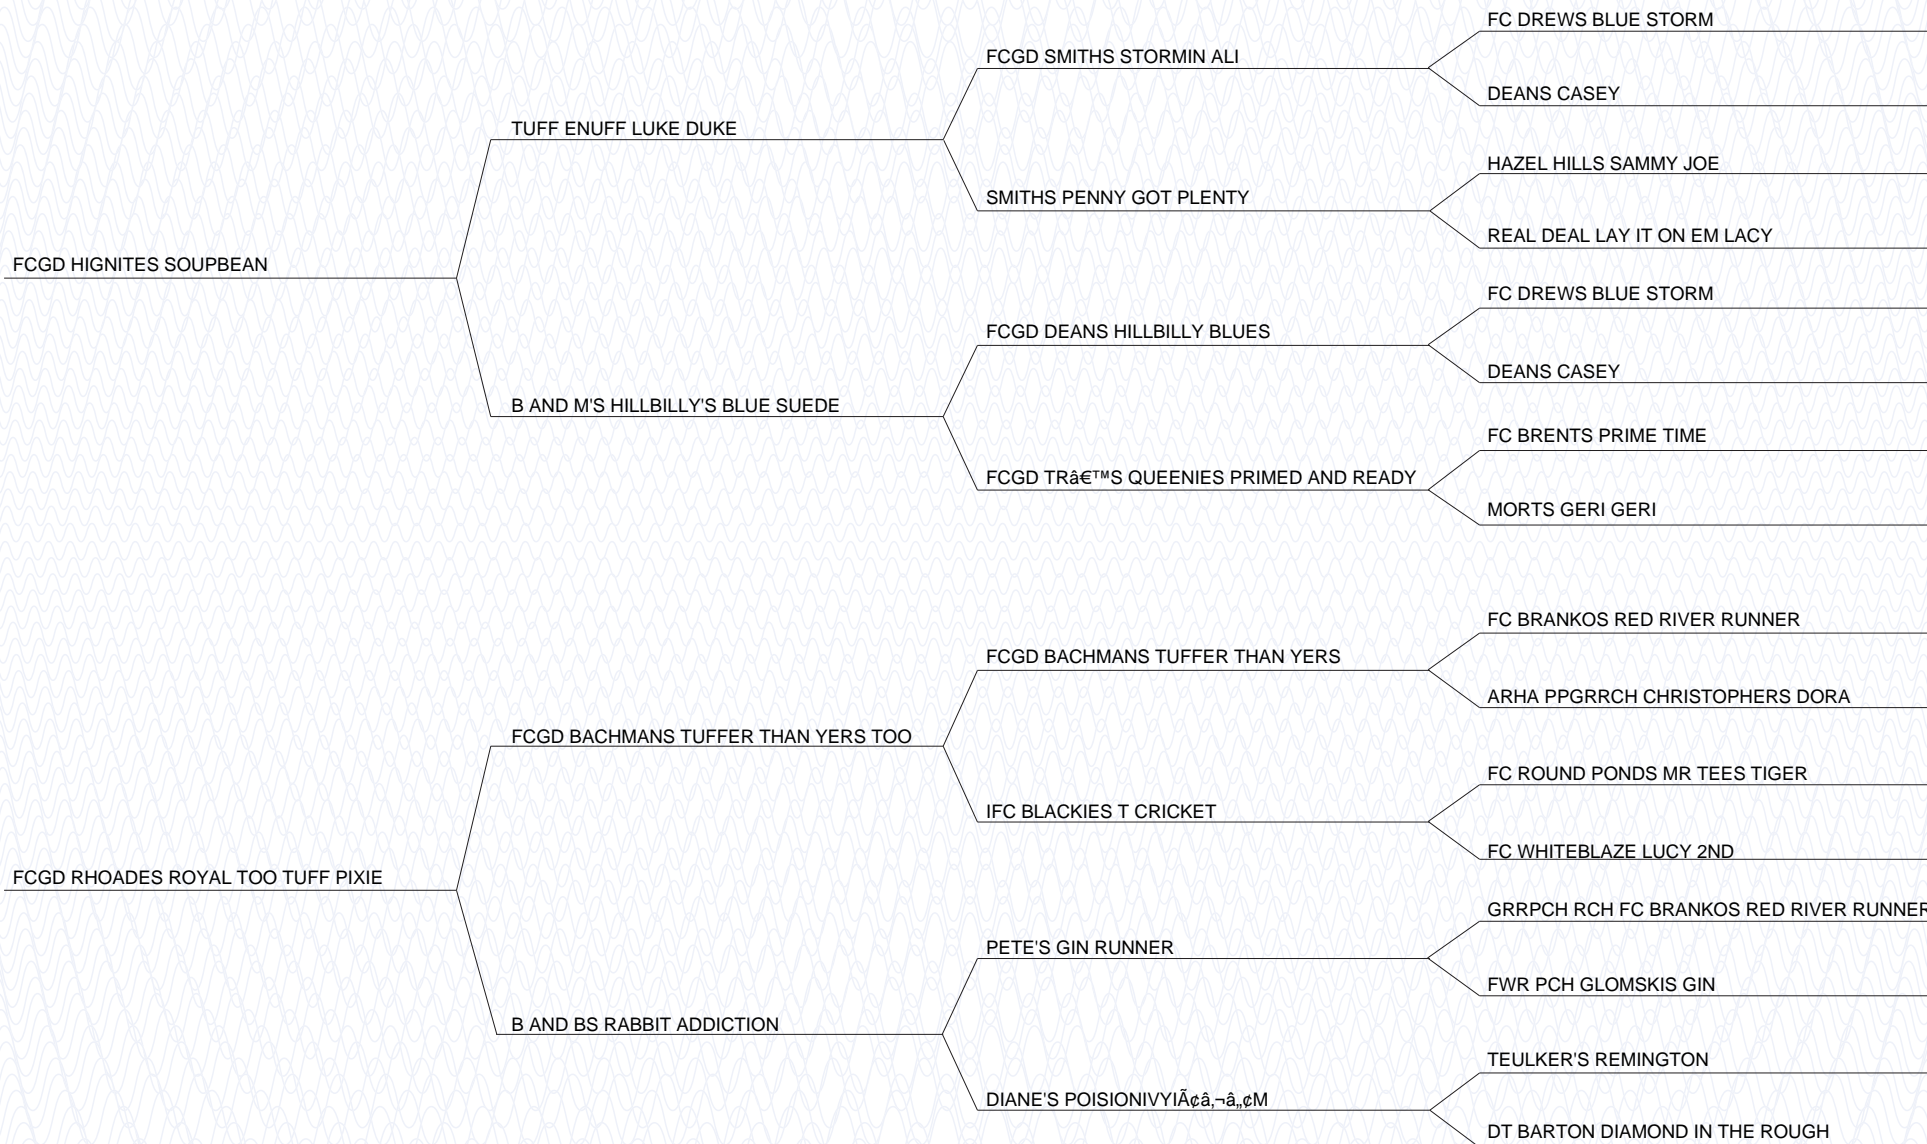 FC DREWS BLUE STORM
FCGD SMITHS STORMIN ALI
DEANS CASEY
TUFF ENUFF LUKE DUKE
HAZEL HILLS SAMMY JOE
SMITHS PENNY GOT PLENTY
REAL DEAL LAY IT ON EM LACY
FCGD HIGNITES SOUPBEAN
FC DREWS BLUE STORM
FCGD DEANS HILLBILLY BLUES
DEANS CASEY
B AND M'S HILLBILLY'S BLUE SUEDE
FC BRENTS PRIME TIME
FCGD TRâ€™S QUEENIES PRIMED AND READY
MORTS GERI GERI
FC BRANKOS RED RIVER RUNNER
FCGD BACHMANS TUFFER THAN YERS
ARHA PPGRRCH CHRISTOPHERS DORA
FCGD BACHMANS TUFFER THAN YERS TOO
FC ROUND PONDS MR TEES TIGER
IFC BLACKIES T CRICKET
FC WHITEBLAZE LUCY 2ND
FCGD RHOADES ROYAL TOO TUFF PIXIE
GRRPCH RCH FC BRANKOS RED RIVER RUNNER
PETE'S GIN RUNNER
FWR PCH GLOMSKIS GIN
B AND BS RABBIT ADDICTION
TEULKER'S REMINGTON
DIANE'S POISIONIVYIÃ¢â‚¬â„¢M
DT BARTON DIAMOND IN THE ROUGH